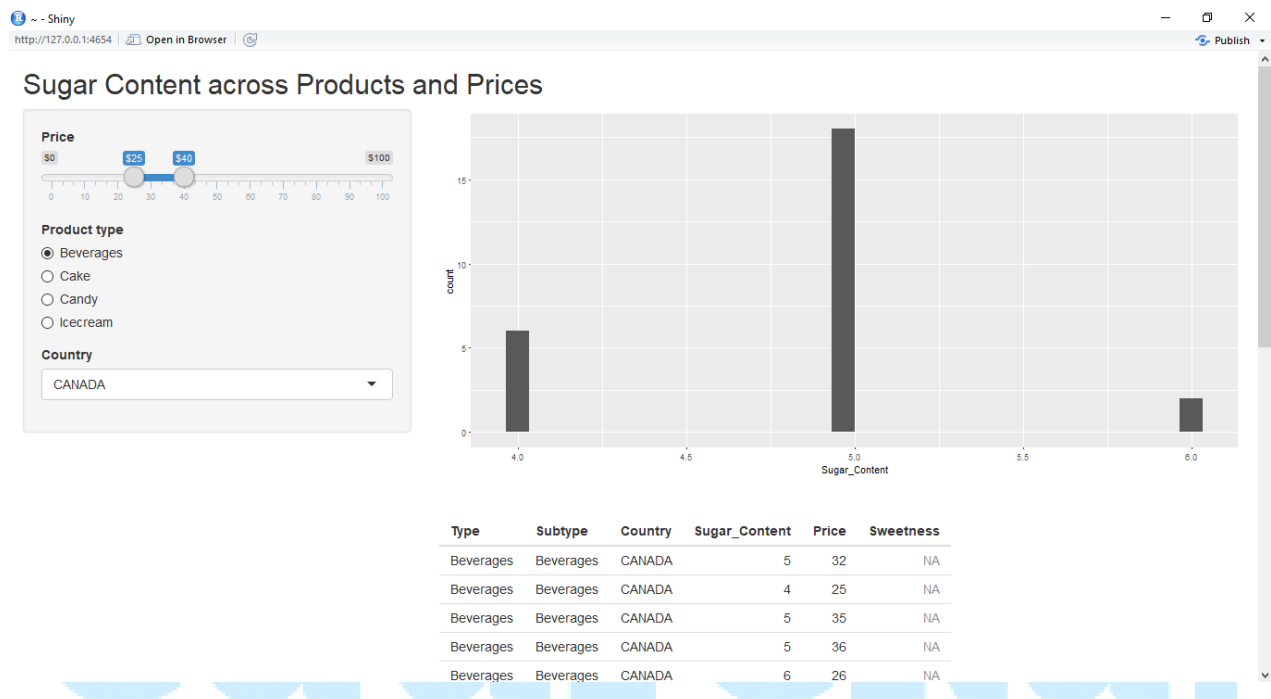 ~ - Shiny
http://127.0.0.1:4654 Open in Browser Publish
Sugar Content across Products and Prices
Price
$0 $25 $40 $100
0 10 20 30 40 50 60 70 80 90 100
Product type
Beverages
Cake
Candy
Icecream
Country
CANADA
15
10
5
0
count
4.0 4.5 5.0 5.5 6.0
Sugar_Content
Type Subtype Country Sugar_Content Price Sweetness
Beverages Beverages CANADA 5 32 NA
Beverages Beverages CANADA 4 25 NA
Beverages Beverages CANADA 5 35 NA
Beverages Beverages CANADA 5 36 NA
Beverages Beverages CANADA 6 26 NA